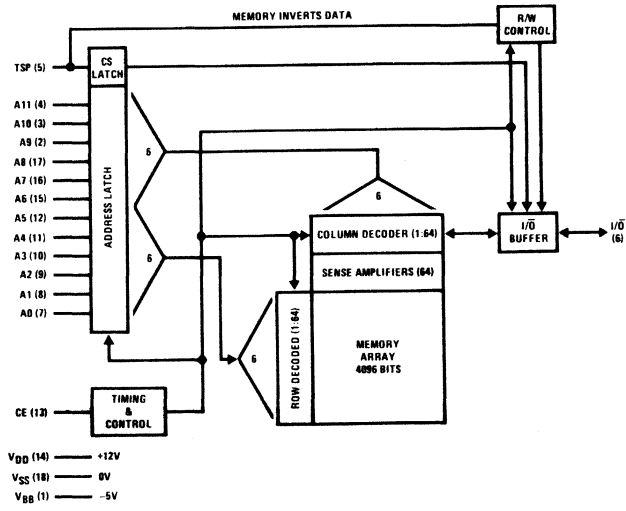 MEMORY INVERTS DATA
R/W
CONTROL
TSP (5)
CS
LATCH
A11 (4)
A10 (3)
A9 (2)
A8 (17)
A7 (16)
A6 (15)
A5 (12)
A4 (11)
A3 (10)
A2 (9)
A1 (8)
A0 (7)
ADDRESS LATCH
6
6
6
COLUMN DECODER (1:64)
I/O̅
BUFFER
I/O̅
(6)
SENSE AMPLIFIERS (64)
ROW DECODED (1:64)
6
MEMORY
ARRAY
4096 BITS
CE (13)
TIMING
&
CONTROL
VDD (14) +12V
VSS (18) 0V
VBB (1) −5V